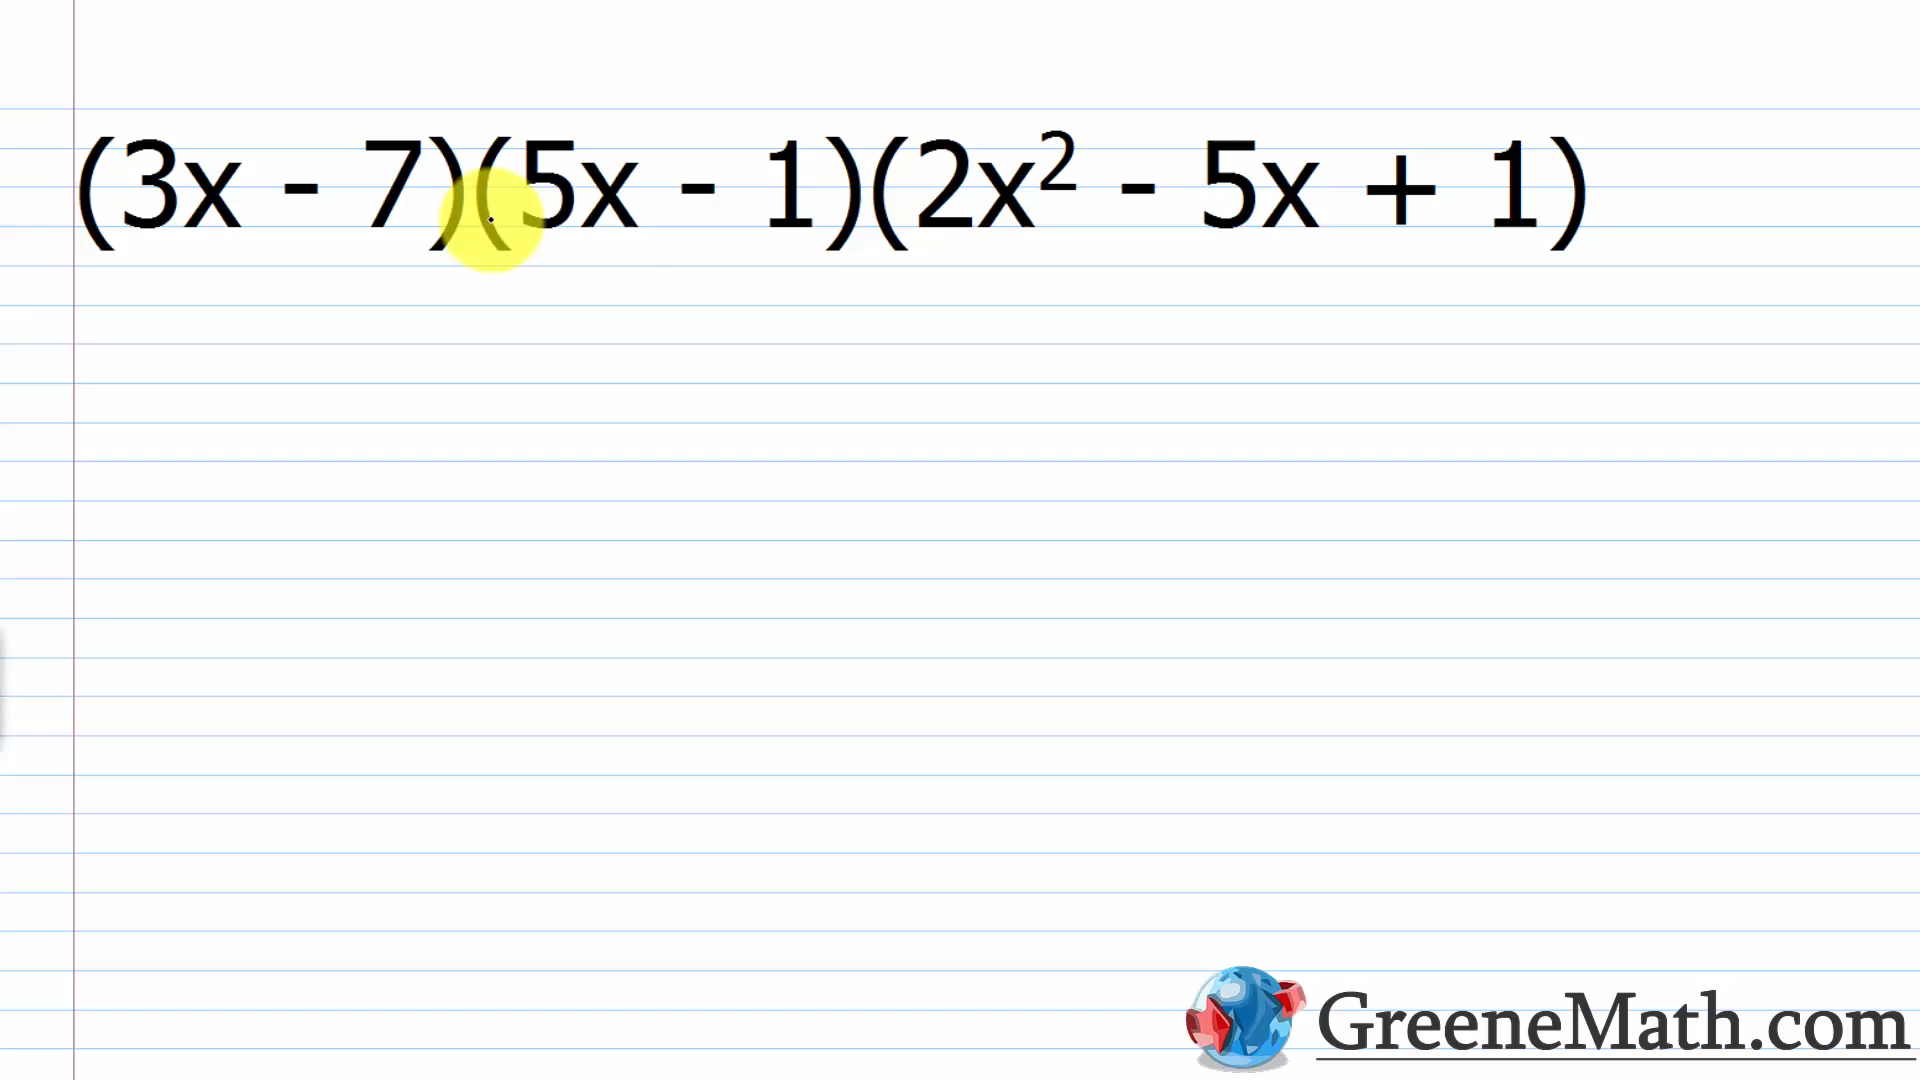 (3x - 7)(5x - 1)(2x² - 5x + 1)
GreeneMath.com